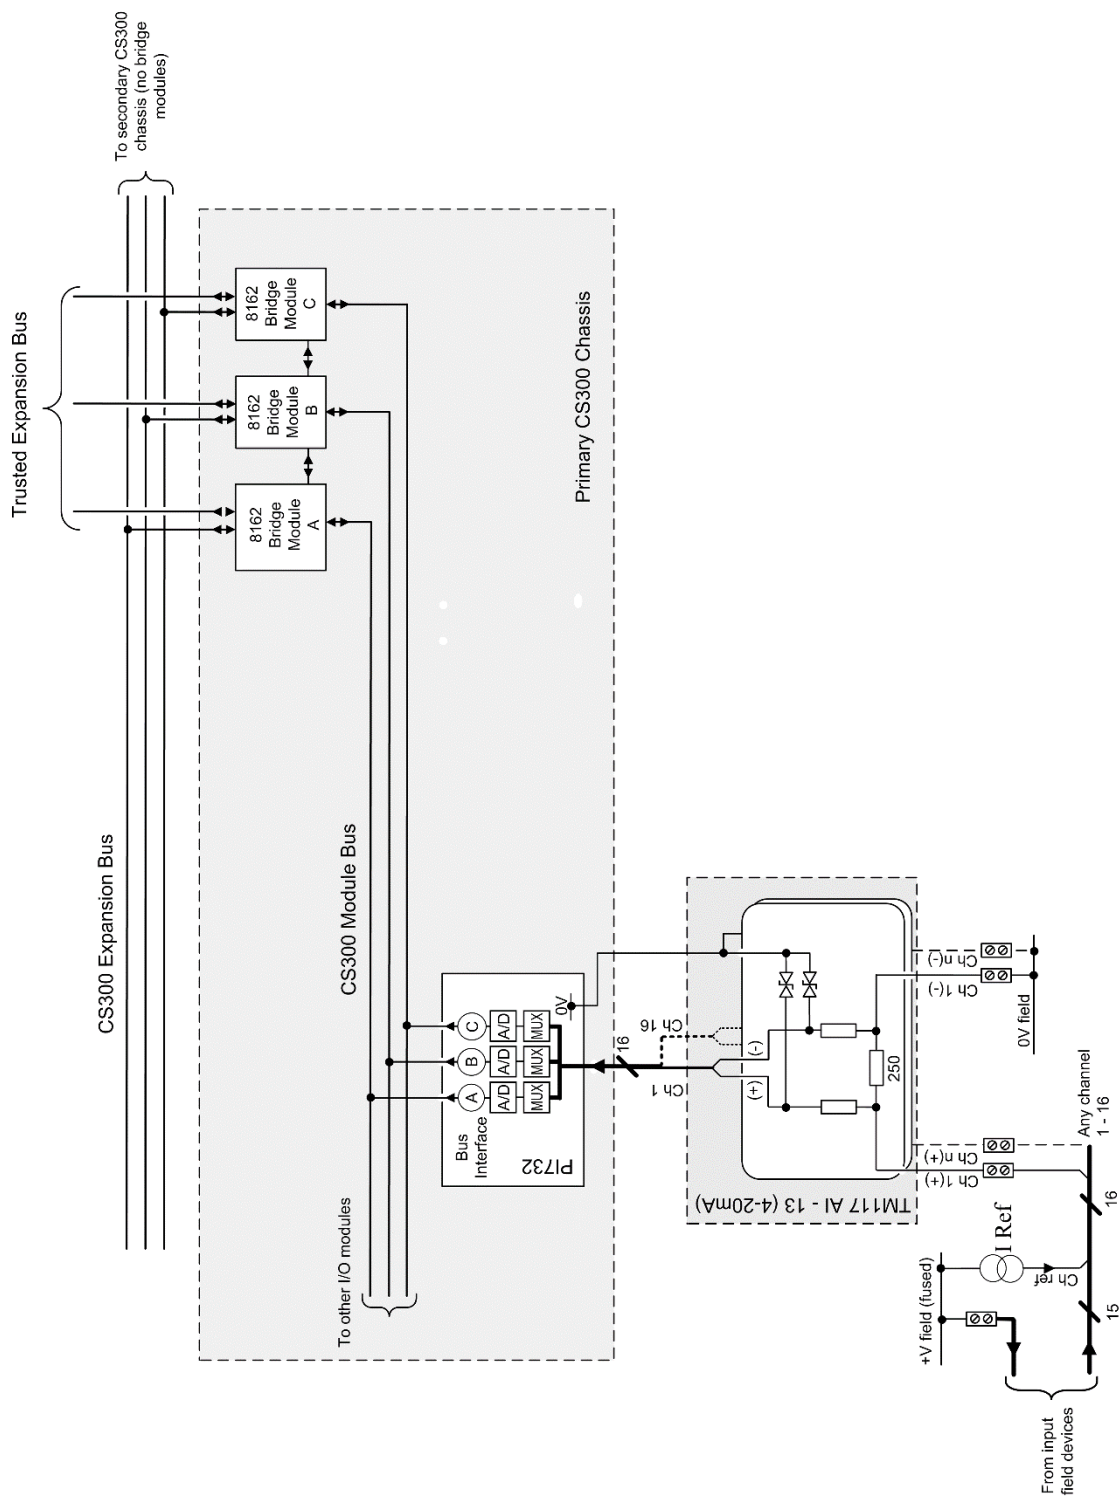 To secondary CS300
chassis (no bridge
modules)
Trusted Expansion Bus
CS300 Expansion Bus
8162
Bridge
Module
C
8162
Bridge
Module
B
8162
Bridge
Module
A
Primary CS300 Chassis
CS300 Module Bus
To other I/O modules
C
A/D
MUX
B
A/D
MUX
A
A/D
MUX
0V
Bus
Interface
PI732
16
Ch 16
Ch 1
(-)
(+)
250
TM117 AI - 13 (4-20mA)
Ch n(-)
Ch 1(-)
0V field
Ch n(+)
Ch 1(+)
Any channel
1 - 16
16
I Ref
Ch ref
+V field (fused)
15
From input
field devices